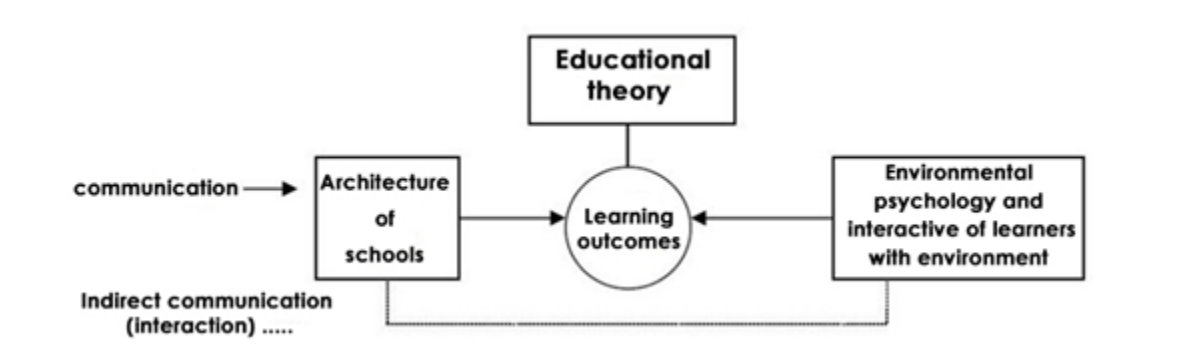 Educational
theory
communication
Architecture
of
schools
Learning
outcomes
Environmental
psychology and
interactive of learners
with environment
Indirect communication
(interaction) .....